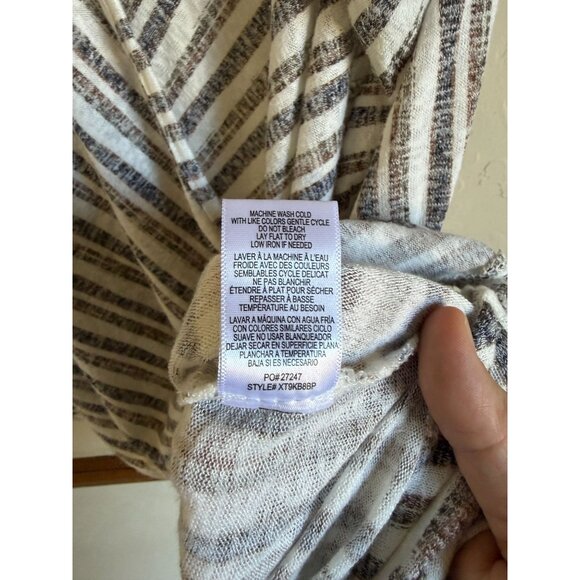 MACHINE WASH COLD
WITH LIKE COLORS GENTLE CYCLE
DO NOT BLEACH
LAY FLAT TO DRY
LOW IRON IF NEEDED
LAVER À LA MACHINE À L'EAU
FROIDE AVEC DES COULEURS
SEMBLABLES CYCLE DELICAT
NE PAS BLANCHIR
ÉTENDRE À PLAT POUR SÉCHER
REPASSER À BASSE
TEMPÉRATURE AU BESOIN
LAVAR A MÁQUINA CON AGUA FRÍA
CON COLORES SIMILARES CICLO
SUAVE NO USAR BLANQUEADOR
DEJAR SECAR EN SUPERFICIE PLANA
PLANCHAR A TEMPERATURA
BAJA SI ES NECESARIO
PO# 27247
STYLE# XT9KB8BP